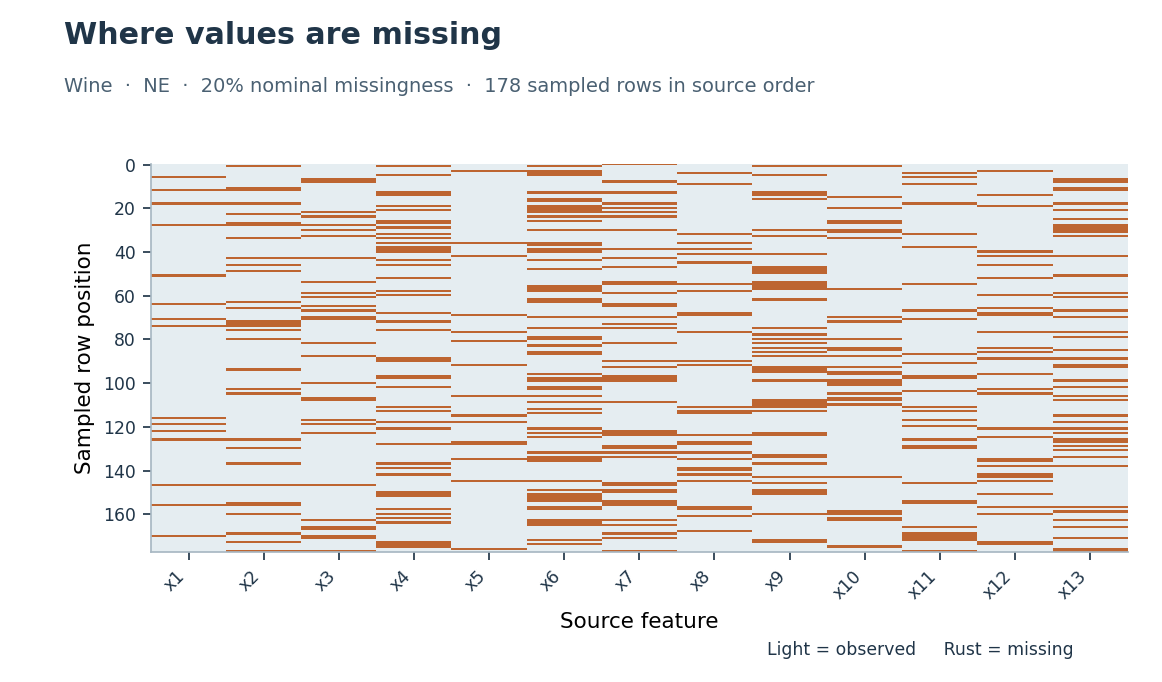 Where values are missing
Wine · NE · 20% nominal missingness · 178 sampled rows in source order
Sampled row position
0
20
40
60
80
100
120
140
160
x1 x2 x3 x4 x5 x6 x7 x8 x9 x10 x11 x12 x13
Source feature
Light = observed Rust = missing